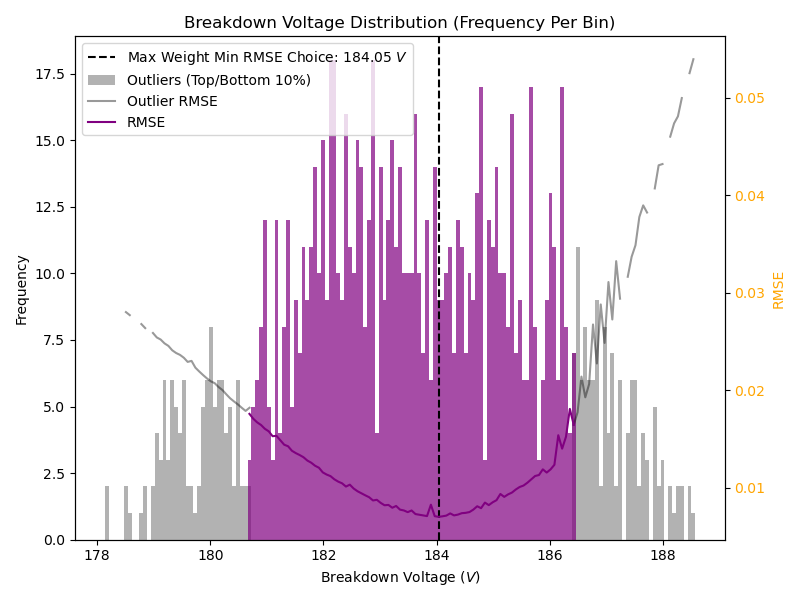 Breakdown Voltage Distribution (Frequency Per Bin)
Max Weight Min RMSE Choice: 184.05 V
Outliers (Top/Bottom 10%)
Outlier RMSE
RMSE
17.5
15.0
12.5
10.0
7.5
5.0
2.5
0.0
Frequency
0.05
0.04
0.03
0.02
0.01
RMSE
178 180 182 184 186 188
Breakdown Voltage (V)